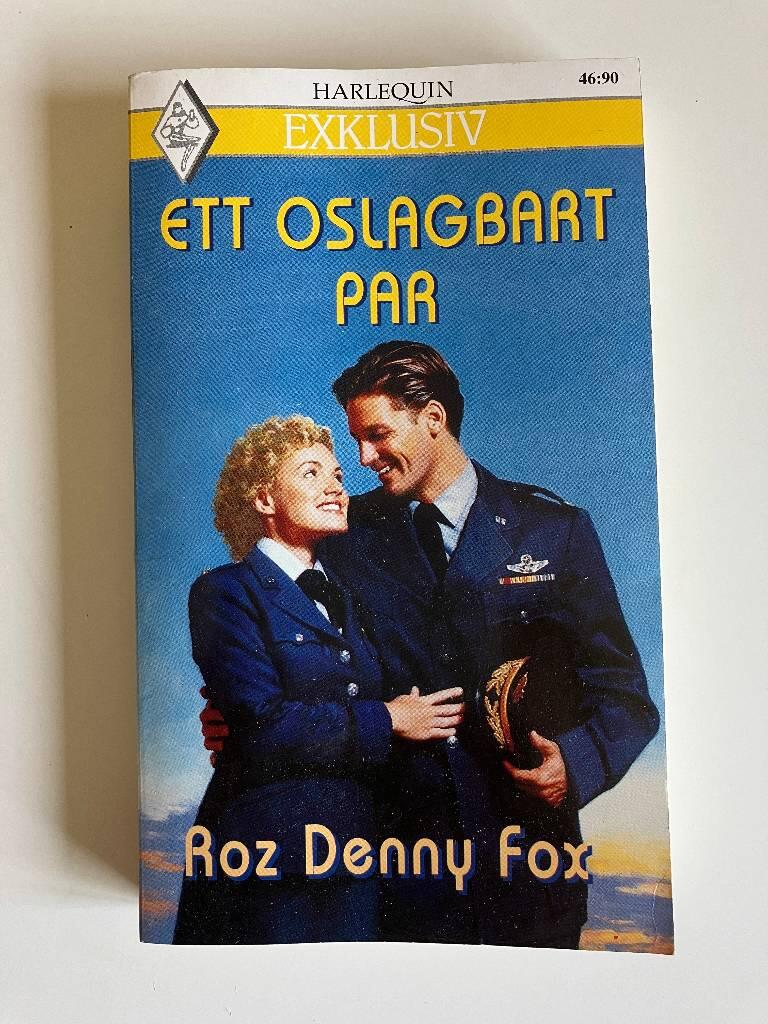 HARLEQUIN
46:90
EXKLUSIV
ETT OSLAGBART
PAR
Roz Denny Fox